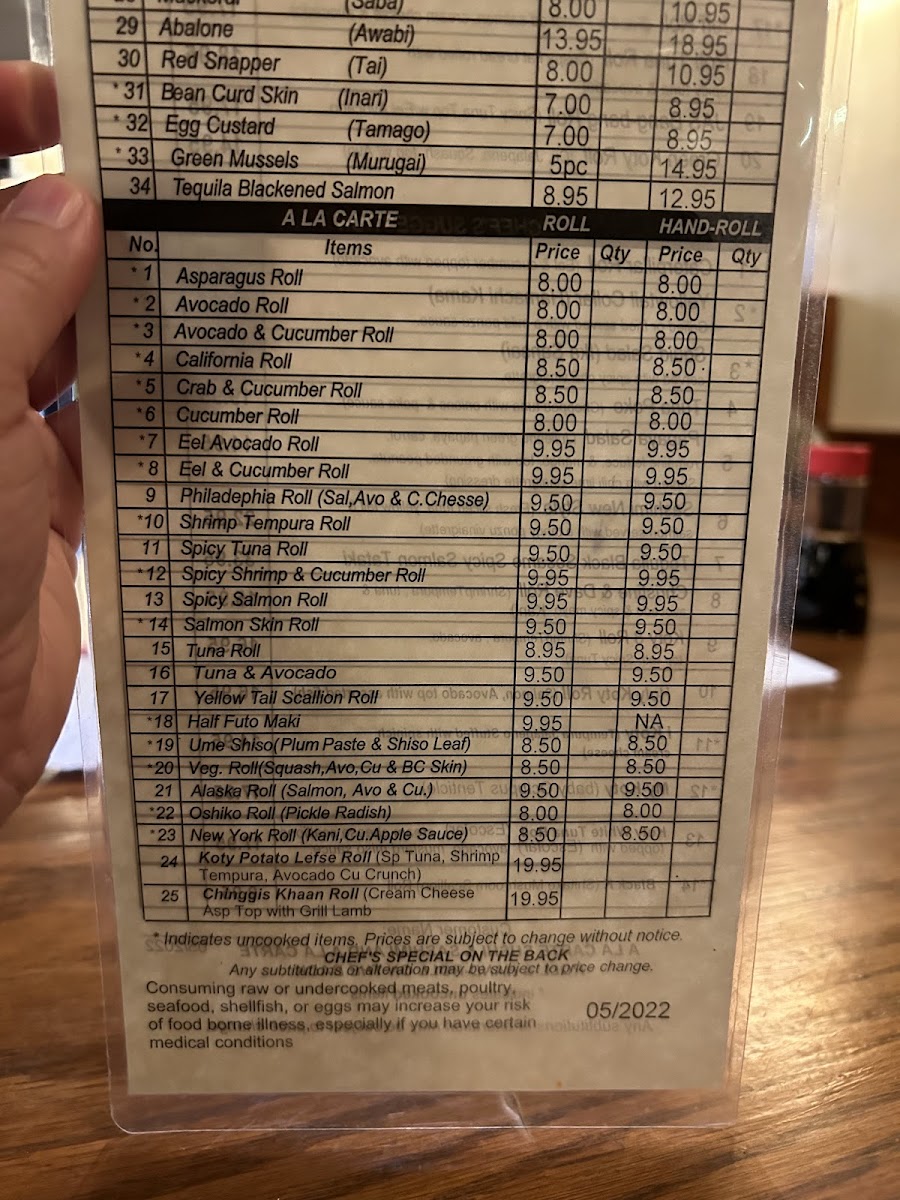 (Saba) 8.00 10.95
29 Abalone (Awabi) 13.95 18.95
30 Red Snapper (Tai) 8.00 10.95
*31 Bean Curd Skin (Inari) 7.00 8.95
*32 Egg Custard (Tamago) 7.00 8.95
*33 Green Mussels (Murugai) 5pc 14.95
34 Tequila Blackened Salmon 8.95 12.95
A LA CARTE ROLL HAND-ROLL
No. Items Price Qty Price Qty
*1 Asparagus Roll 8.00 8.00
*2 Avocado Roll 8.00 8.00
*3 Avocado & Cucumber Roll 8.00 8.00
*4 California Roll 8.50 8.50
*5 Crab & Cucumber Roll 8.50 8.50
*6 Cucumber Roll 8.00 8.00
*7 Eel Avocado Roll 9.95 9.95
*8 Eel & Cucumber Roll 9.95 9.95
9 Philadephia Roll (Sal,Avo & C.Chesse) 9.50 9.50
*10 Shrimp Tempura Roll 9.50 9.50
11 Spicy Tuna Roll 9.50 9.50
*12 Spicy Shrimp & Cucumber Roll 9.95 9.95
13 Spicy Salmon Roll 9.95 9.95
*14 Salmon Skin Roll 9.50 9.50
15 Tuna Roll 8.95 8.95
16 Tuna & Avocado 9.50 9.50
17 Yellow Tail Scallion Roll 9.50 9.50
*18 Half Futo Maki 9.95 NA
*19 Ume Shiso(Plum Paste & Shiso Leaf) 8.50 8.50
*20 Veg. Roll(Squash,Avo,Cu & BC Skin) 8.50 8.50
21 Alaska Roll (Salmon, Avo & Cu.) 9.50 9.50
*22 Oshiko Roll (Pickle Radish) 8.00 8.00
*23 New York Roll (Kani,Cu.Apple Sauce) 8.50 8.50
24 Koty Potato Lefse Roll (Sp Tuna, Shrimp 19.95
Tempura, Avocado Cu Crunch)
25 Chinggis Khaan Roll (Cream Cheese 19.95
Asp Top with Grill Lamb
* Indicates uncooked items. Prices are subject to change without notice.
CHEF'S SPECIAL ON THE BACK
Any subtitutions or alteration may be subject to price change.
Consuming raw or undercooked meats, poultry,
seafood, shellfish, or eggs may increase your risk 05/2022
of food borne illness, especially if you have certain
medical conditions